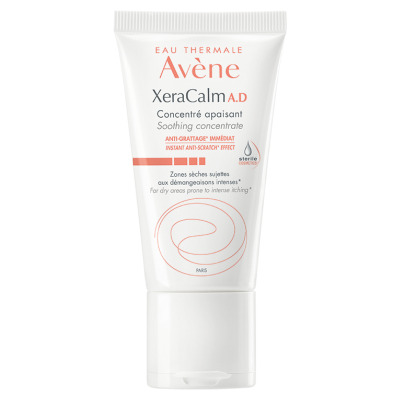 EAU THERMALE
Avène
XeraCalm A.D
Concentré apaisant
Soothing concentrate
ANTI-GRATTAGE* IMMÉDIAT
INSTANT ANTI-SCRATCH* EFFECT
sterile
COSMETICS
Zones sèches sujettes
aux démangeaisons intenses*
For dry areas prone to intense itching*
PARIS